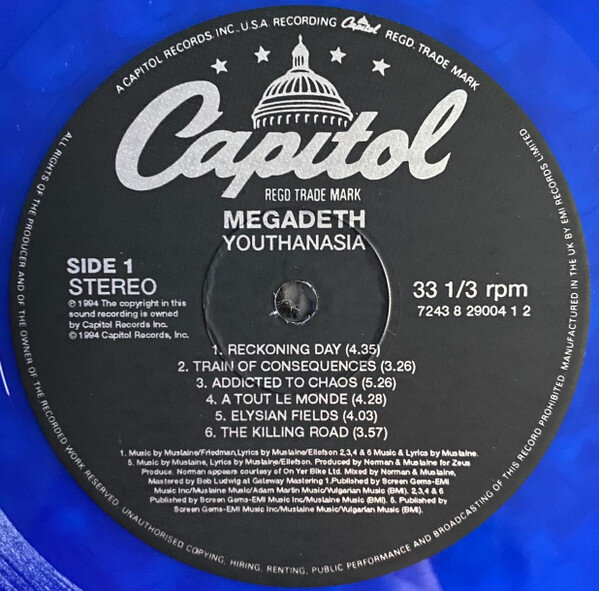 A CAPITOL RECORDS, INC., U.S.A. RECORDING Capitol REGD. TRADE MARK
Capitol
REGD TRADE MARK
MEGADETH
YOUTHANASIA
SIDE 1
STEREO
℗ 1994 The copyright in this
sound recording is owned
by Capitol Records Inc.
© 1994 Capitol Records, Inc.
33 1/3 rpm
7243 8 29004 1 2
1. RECKONING DAY (4.35)
2. TRAIN OF CONSEQUENCES (3.26)
3. ADDICTED TO CHAOS (5.26)
4. A TOUT LE MONDE (4.28)
5. ELYSIAN FIELDS (4.03)
6. THE KILLING ROAD (3.57)
1. Music by Mustaine/Friedman, Lyrics by Mustaine/Ellefson 2,3,4 & 6 Music & Lyrics by Mustaine.
5. Music by Mustaine, Lyrics by Mustaine/Ellefson. Produced by Norman & Mustaine for Zeus
Produce. Norman appears courtesy of On Yer Bike Ltd. Mixed by Norman & Mustaine,
Mastered by Bob Ludwig at Gateway Mastering 1.Published by Screen Gems-EMI
Music Inc/Mustaine Music/Adam Martin Music/Vulgarian Music (BMI). 2,3,4 & 6
Published by Screen Gems-EMI Music Inc/Mustaine Music (BMI). 5. Published by
Screen Gems-EMI Music Inc/Mustaine Music/Vulgarian Music (BMI).
ALL RIGHTS OF THE PRODUCER AND OF THE OWNER OF THE RECORDED WORK RESERVED. UNAUTHORISED COPYING, HIRING, RENTING, PUBLIC PERFORMANCE AND BROADCASTING OF THIS RECORD PROHIBITED. MANUFACTURED IN THE UK BY EMI RECORDS LIMITED